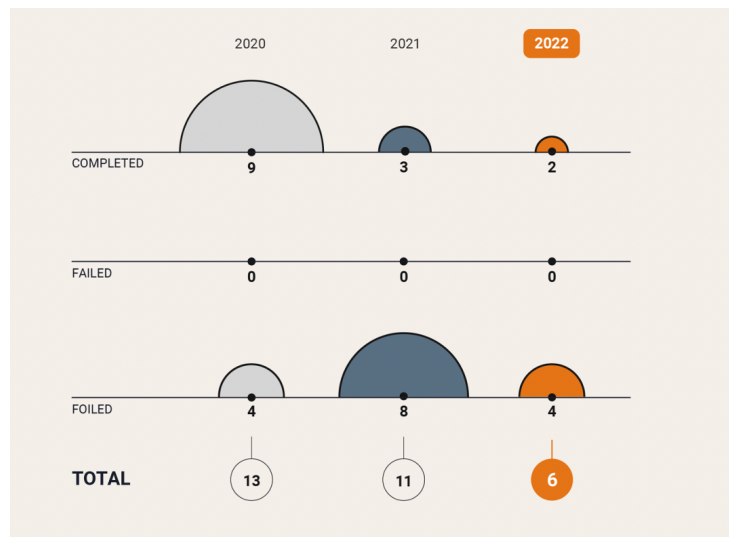 2020 2021 2022
COMPLETED 9 3 2
FAILED 0 0 0
FOILED 4 8 4
TOTAL 13 11 6